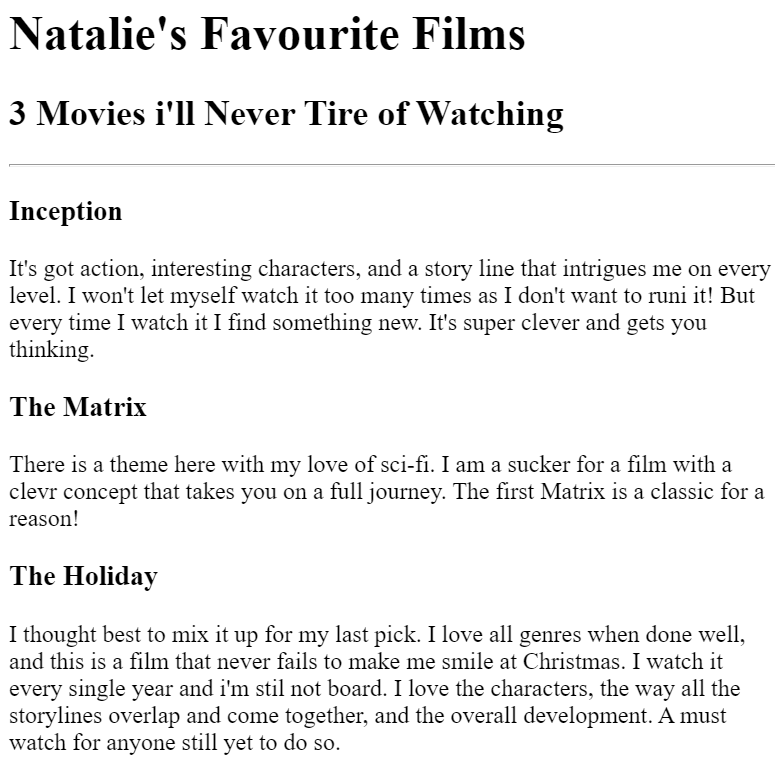 Natalie's Favourite Films
3 Movies i'll Never Tire of Watching
Inception
It's got action, interesting characters, and a story line that intrigues me on every
level. I won't let myself watch it too many times as I don't want to runi it! But
every time I watch it I find something new. It's super clever and gets you
thinking.
The Matrix
There is a theme here with my love of sci-fi. I am a sucker for a film with a
clevr concept that takes you on a full journey. The first Matrix is a classic for a
reason!
The Holiday
I thought best to mix it up for my last pick. I love all genres when done well,
and this is a film that never fails to make me smile at Christmas. I watch it
every single year and i'm stil not board. I love the characters, the way all the
storylines overlap and come together, and the overall development. A must
watch for anyone still yet to do so.